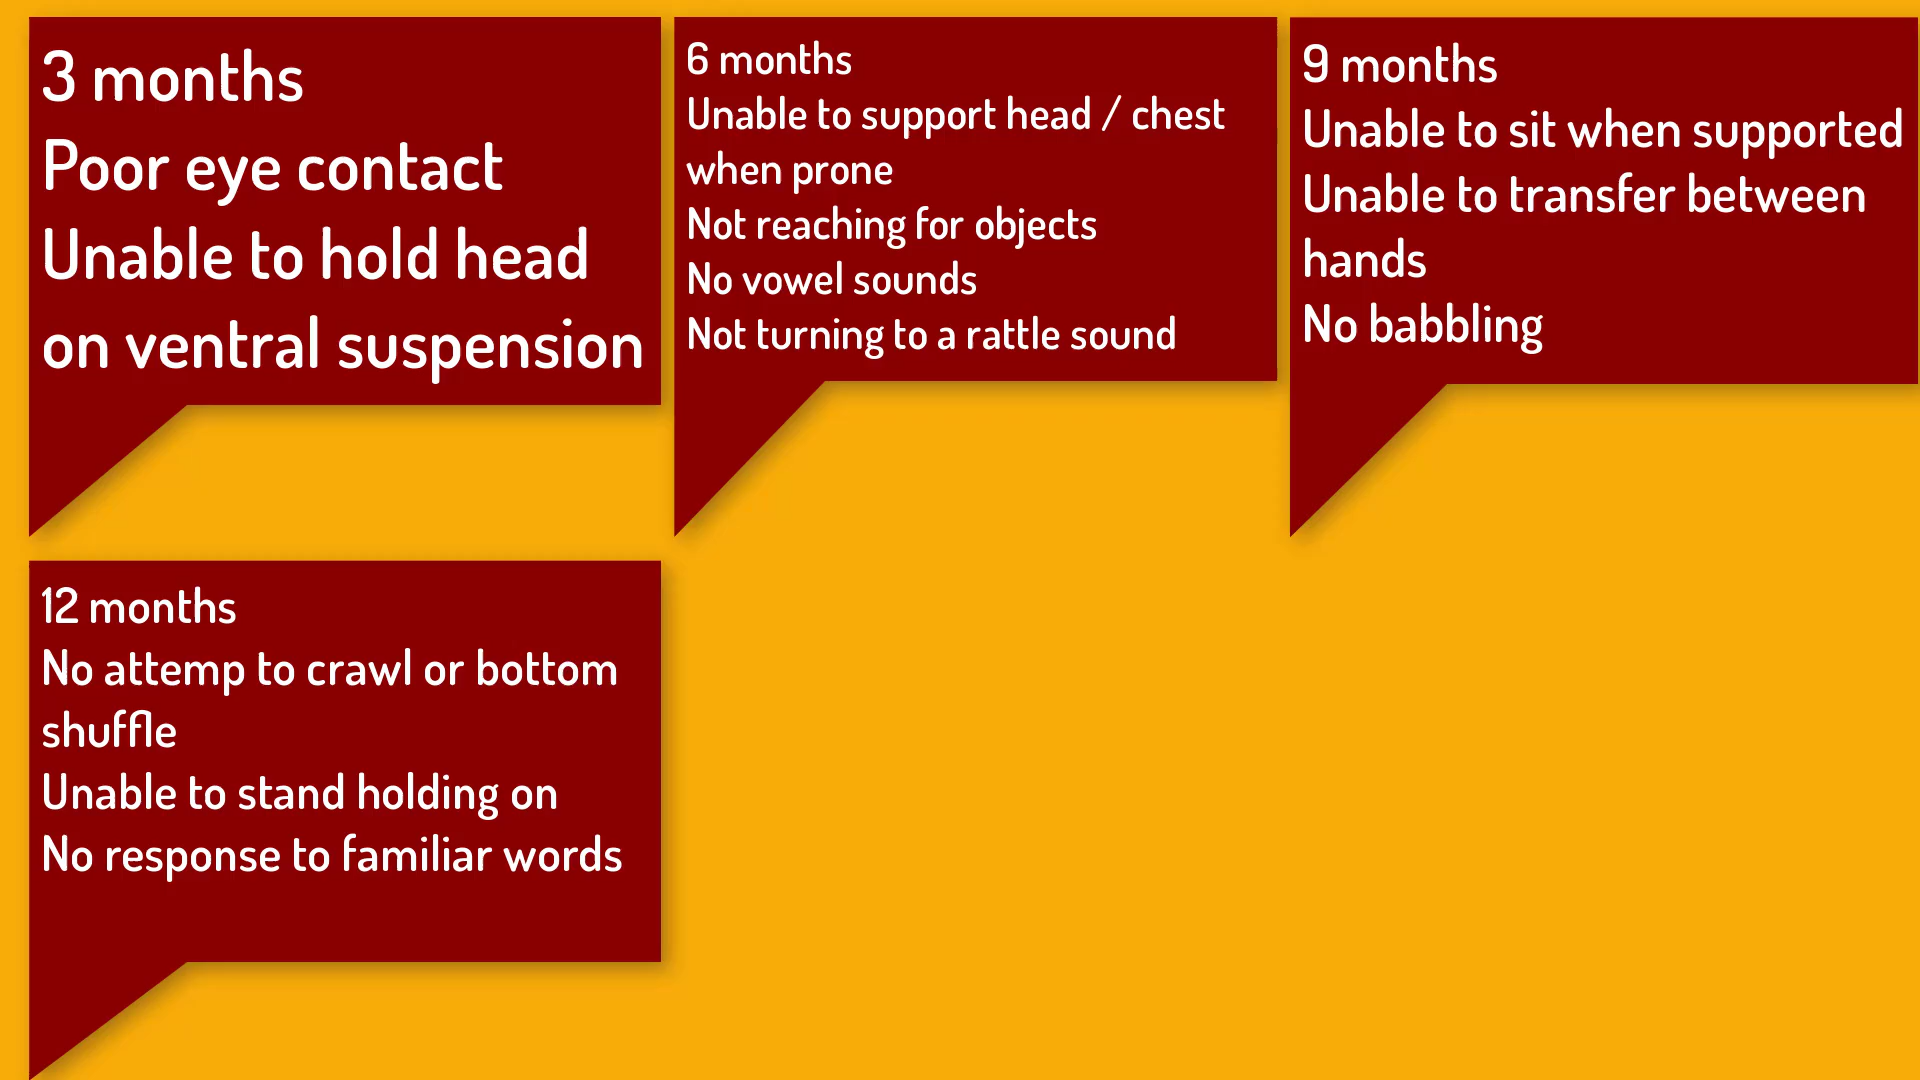 3 months
Poor eye contact
Unable to hold head
on ventral suspension
6 months
Unable to support head / chest
when prone
Not reaching for objects
No vowel sounds
Not turning to a rattle sound
9 months
Unable to sit when supported
Unable to transfer between
hands
No babbling
12 months
No attemp to crawl or bottom
shuffle
Unable to stand holding on
No response to familiar words